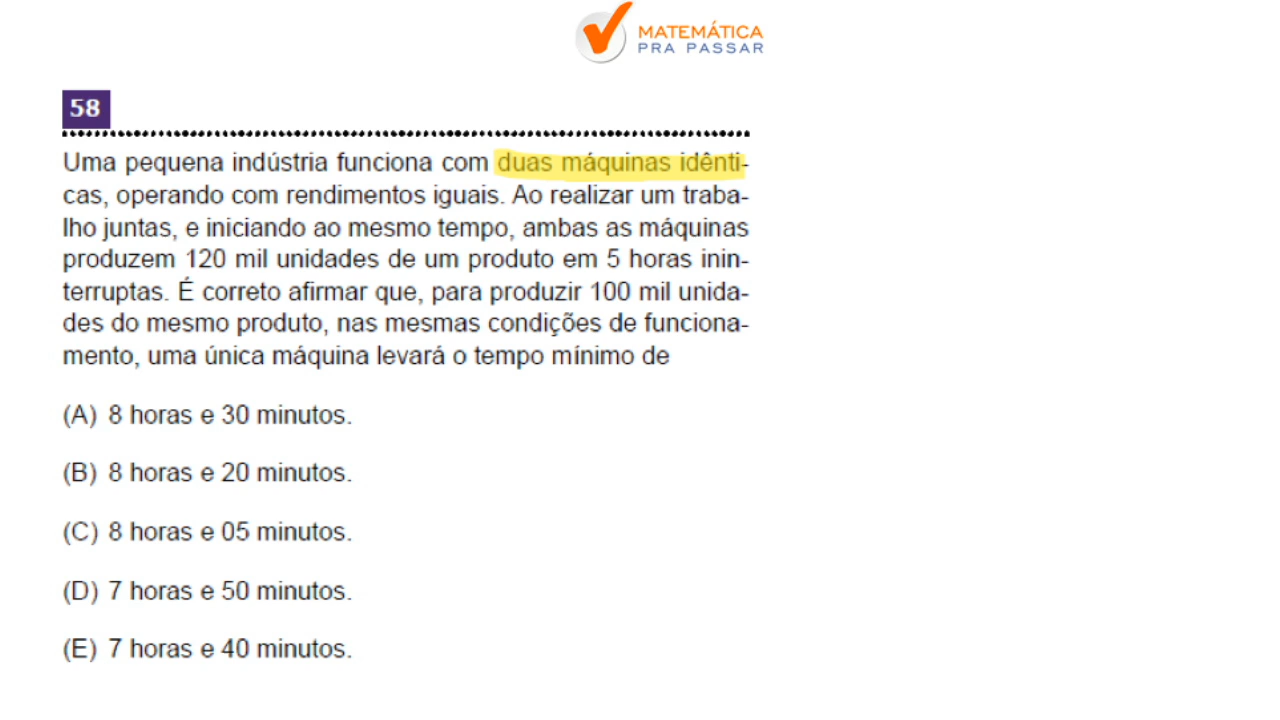 MATEMÁTICA
PRA PASSAR
58
Uma pequena indústria funciona com duas máquinas idênti-
cas, operando com rendimentos iguais. Ao realizar um traba-
lho juntas, e iniciando ao mesmo tempo, ambas as máquinas
produzem 120 mil unidades de um produto em 5 horas inin-
terruptas. É correto afirmar que, para produzir 100 mil unida-
des do mesmo produto, nas mesmas condições de funciona-
mento, uma única máquina levará o tempo mínimo de
(A) 8 horas e 30 minutos.
(B) 8 horas e 20 minutos.
(C) 8 horas e 05 minutos.
(D) 7 horas e 50 minutos.
(E) 7 horas e 40 minutos.